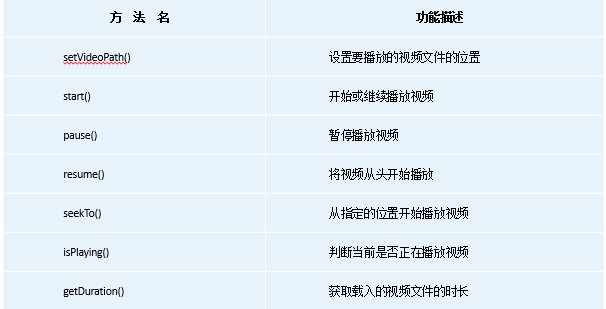 方 法 名 功能描述
setVideoPath() 设置要播放的视频文件的位置
start() 开始或继续播放视频
pause() 暂停播放视频
resume() 将视频从头开始播放
seekTo() 从指定的位置开始播放视频
isPlaying() 判断当前是否正在播放视频
getDuration() 获取载入的视频文件的时长